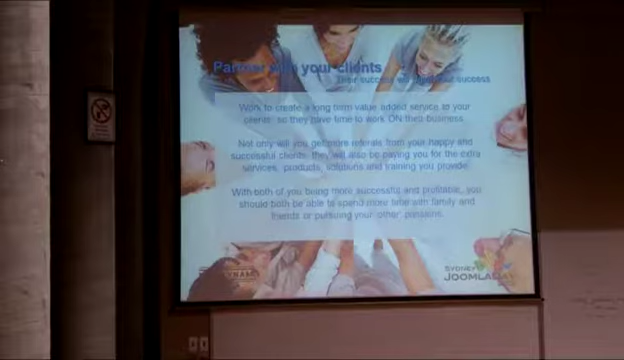 Partner with your clients
Their success will be your success
Work to create a long term value added service to your
clients so they have time to work ON their business.
Not only will you get more referals from your happy and
successful clients, they will also be paying you for the extra
services, products, solutions and training you provide.
With both of you being more successful and profitable, you
should both be able to spend more time with family and
friends or pursuing your 'other' passions.
SYDNEY
JOOMLADAY